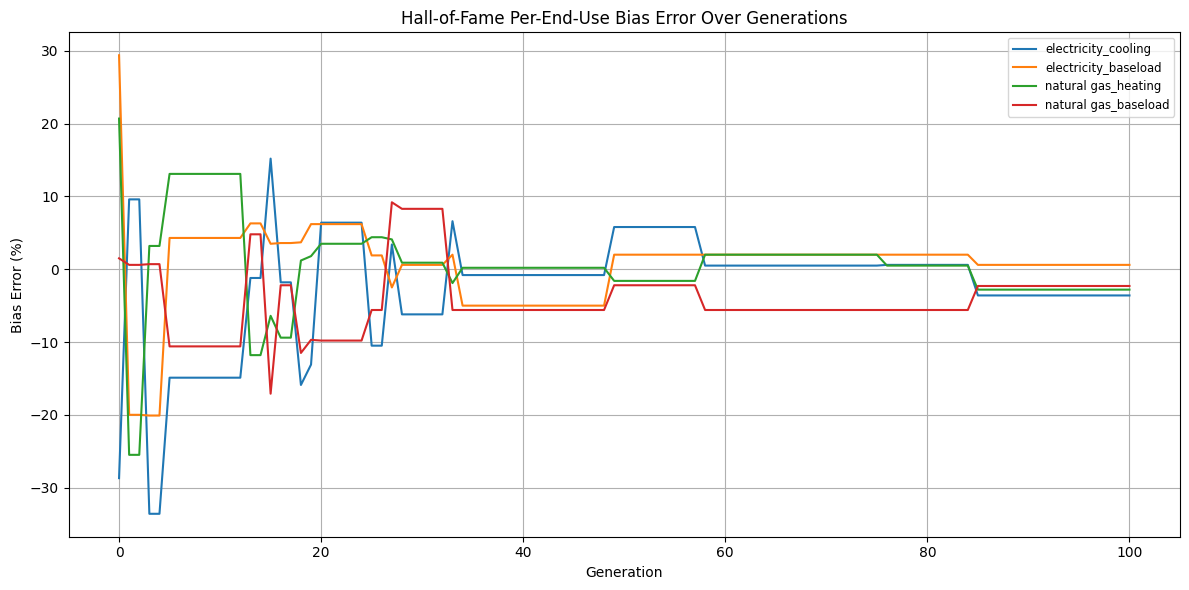 Hall-of-Fame Per-End-Use Bias Error Over Generations
electricity_cooling
electricity_baseload
natural gas_heating
natural gas_baseload
Bias Error (%)
30
20
10
0
−10
−20
−30
0
20
40
60
80
100
Generation